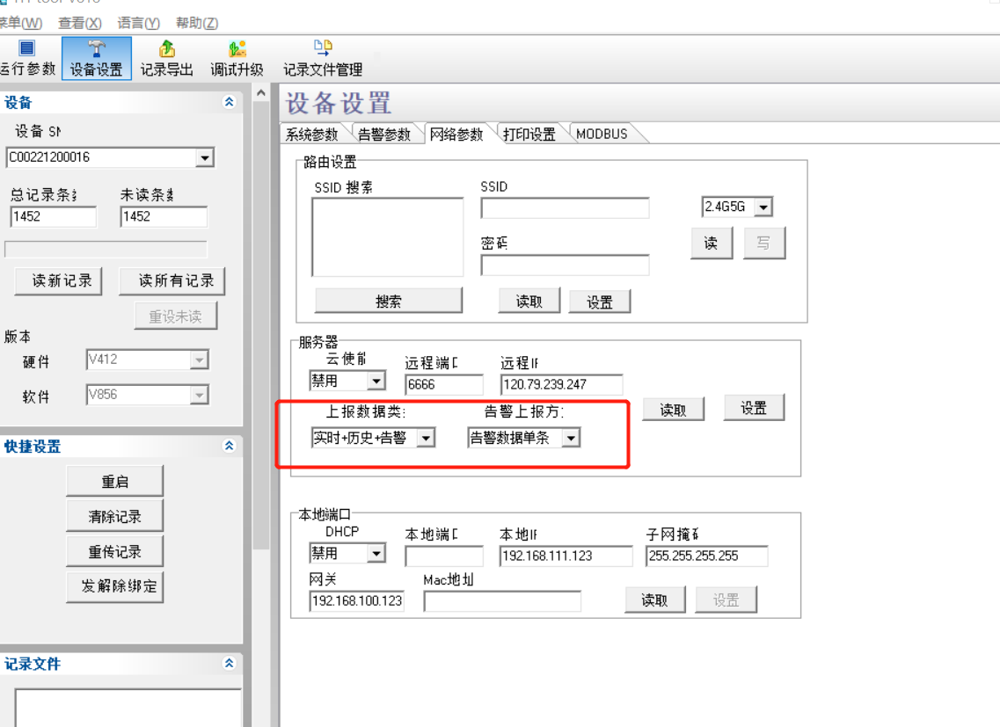 菜单(W) 查看(X) 语言(Y) 帮助(Z)
运行参数 设备设置 记录导出 调试升级 记录文件管理
设备
设备 SN
C00221200016
总记录条 未读条
1452 1452
读新记录 读所有记录
重设未读
版本
硬件 V412
软件 V856
快捷设置
重启
清除记录
重传记录
发解除绑定
记录文件
设备设置
系统参数 告警参数 网络参数 打印设置 MODBUS
路由设置
SSID 搜索 SSID
2.4G5G
密码
读 写
搜索 读取 设置
服务器
云使能 远程端口 远程IP
禁用 6666 120.79.239.247
上报数据类: 告警上报方:
读取 设置
实时+历史+告警 告警数据单条
本地端口
DHCP 本地端口 本地IP 子网掩码
禁用 192.168.111.123 255.255.255.255
网关 Mac地址
192.168.100.123
读取 设置